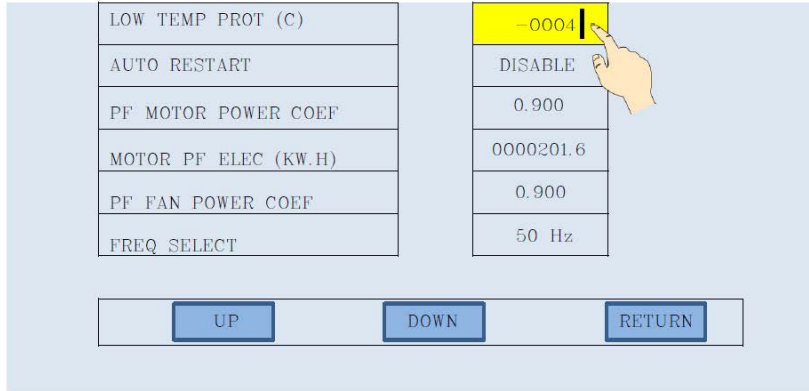 LOW TEMP PROT (C) -0004
AUTO RESTART DISABLE
PF MOTOR POWER COEF 0.900
MOTOR PF ELEC (KW.H) 0000201.6
PF FAN POWER COEF 0.900
FREQ SELECT 50 Hz
UP DOWN RETURN